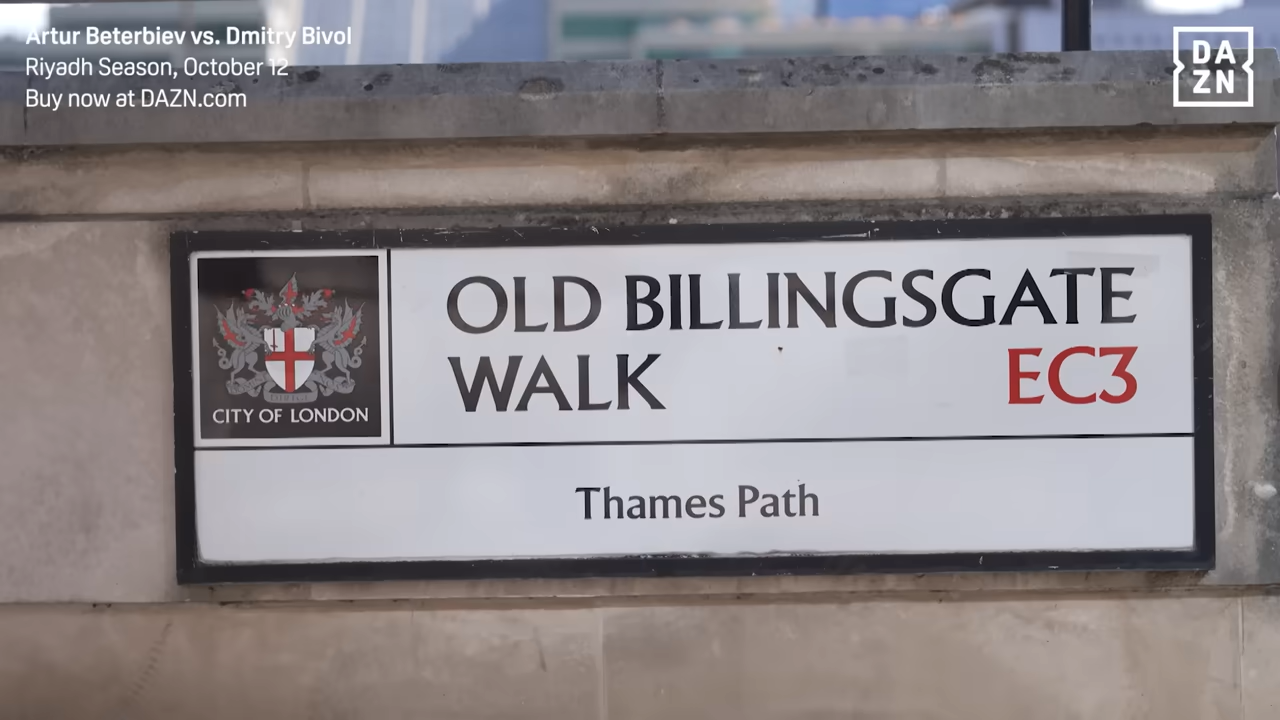 Artur Beterbiev vs. Dmitry Bivol
Riyadh Season, October 12
Buy now at DAZN.com
DA
ZN
OLD BILLINGSGATE
WALK
EC3
DIRIGE
CITY OF LONDON
Thames Path